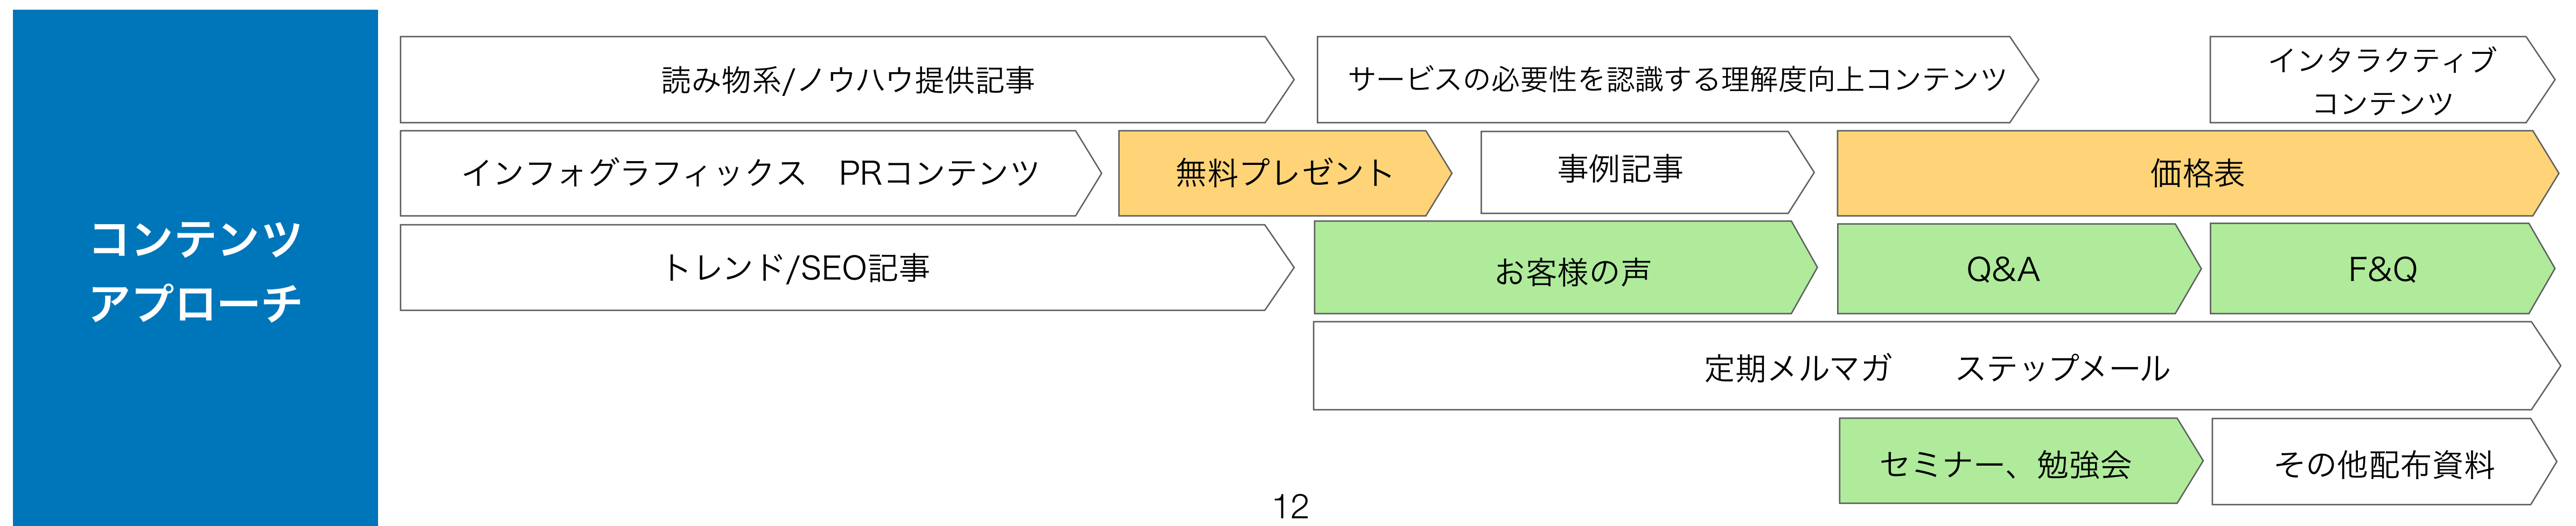 コンテンツ
アプローチ
読み物系/ノウハウ提供記事
サービスの必要性を認識する理解度向上コンテンツ
インタラクティブ
コンテンツ
インフォグラフィックス　PRコンテンツ
無料プレゼント
事例記事
価格表
トレンド/SEO記事
お客様の声
Q&A
F&Q
定期メルマガ　　ステップメール
セミナー、勉強会
その他配布資料
12